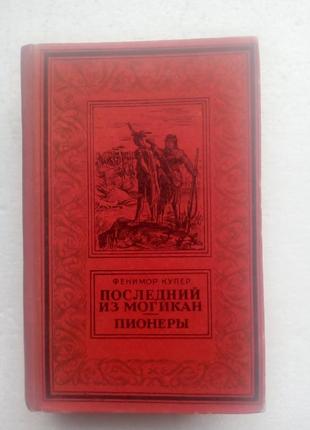 ФЕНИМОР КУПЕР
ПОСЛЕДНИЙ
ИЗ МОГИКАН
ПИОНЕРЫ